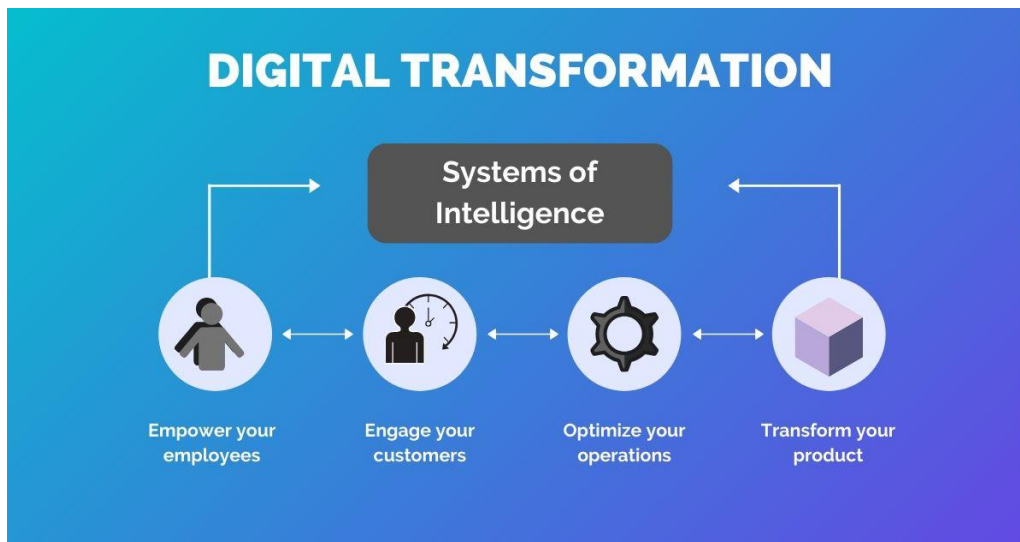 DIGITAL TRANSFORMATION
Systems of
Intelligence
Empower your
employees
Engage your
customers
Optimize your
operations
Transform your
product